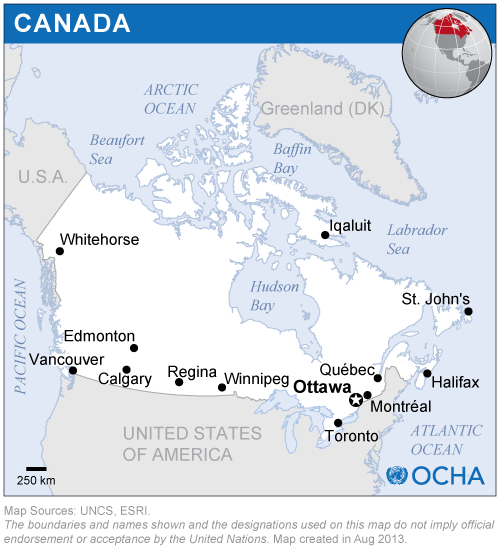 CANADA
ARCTIC
OCEAN
Greenland (DK)
Beaufort
Sea
Baffin
Bay
U.S.A.
Iqaluit
Labrador
Sea
Whitehorse
PACIFIC OCEAN
Hudson
Bay
St. John's
Edmonton
Vancouver
Calgary
Regina
Winnipeg
Québec
Ottawa
Halifax
Montréal
Toronto
UNITED STATES
OF AMERICA
ATLANTIC
OCEAN
250 km
OCHA
Map Sources: UNCS, ESRI.
The boundaries and names shown and the designations used on this map do not imply official
endorsement or acceptance by the United Nations. Map created in Aug 2013.